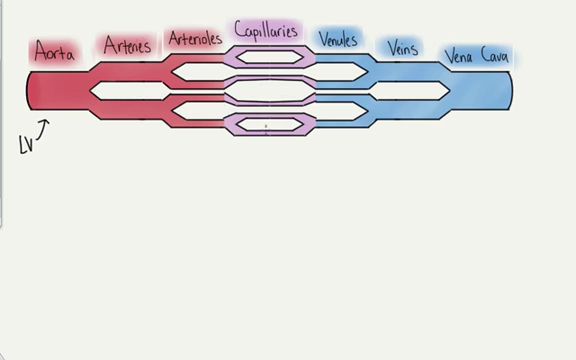 Aorta
Arteries
Arterioles
Capillaries
Venules
Veins
Vena Cava
LV